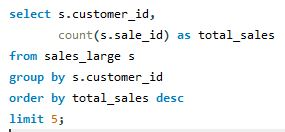 select s.customer_id,
count(s.sale_id) as total_sales
from sales_large s
group by s.customer_id
order by total_sales desc
limit 5;